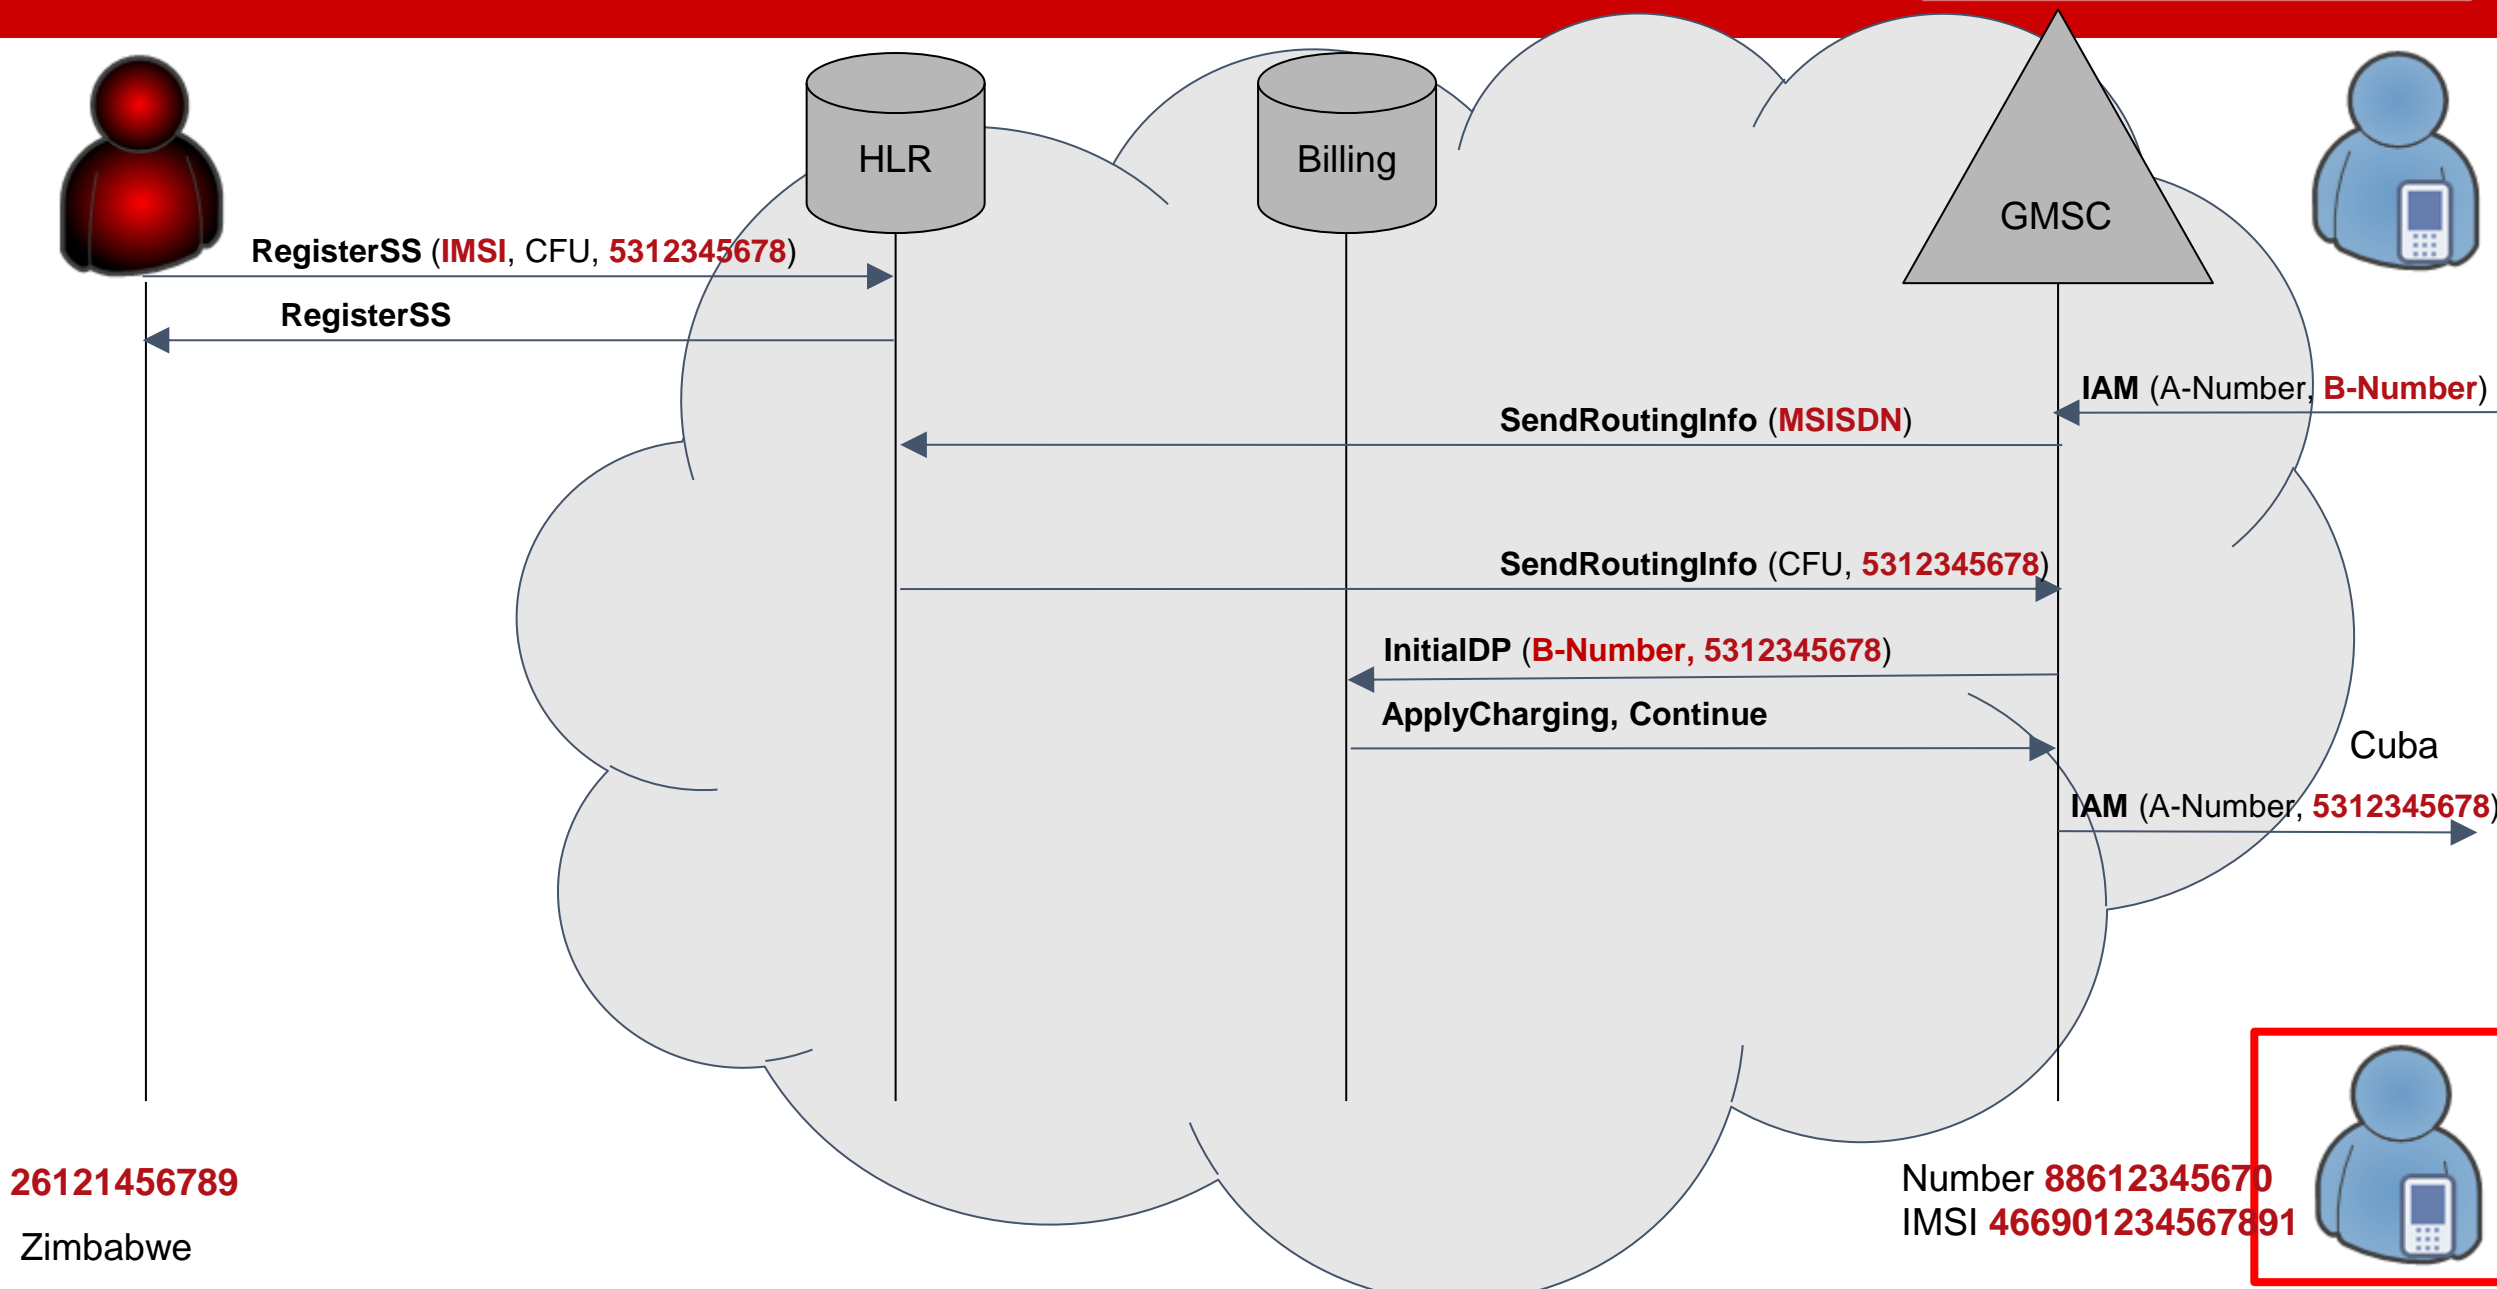 HLR
Billing
GMSC
RegisterSS (IMSI, CFU, 5312345678)
RegisterSS
IAM (A-Number, B-Number)
SendRoutingInfo (MSISDN)
SendRoutingInfo (CFU, 5312345678)
InitialDP (B-Number, 5312345678)
ApplyCharging, Continue
Cuba
IAM (A-Number, 5312345678)
26121456789
Zimbabwe
Number 88612345670
IMSI 466901234567891